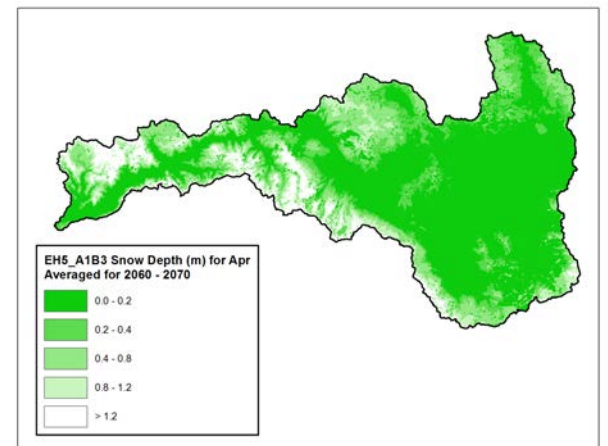 EH5_A1B3 Snow Depth (m) for Apr
Averaged for 2060 - 2070
0.0 - 0.2
0.2 - 0.4
0.4 - 0.8
0.8 - 1.2
> 1.2